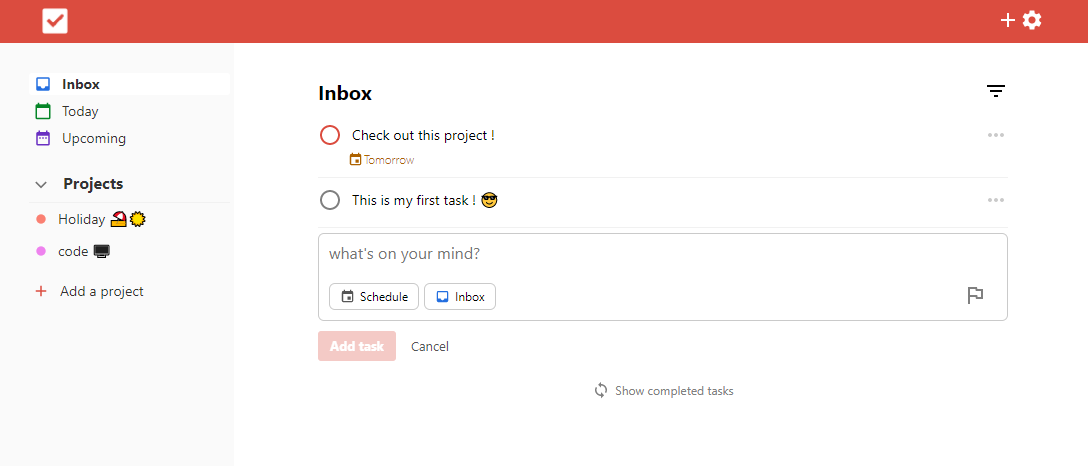 Inbox
Today
Upcoming
Projects
Holiday 🏖️☀️
code 🖥️
Add a project
Inbox
Check out this project !
Tomorrow
This is my first task ! 😎
what's on your mind?
Schedule Inbox
Add task Cancel
Show completed tasks